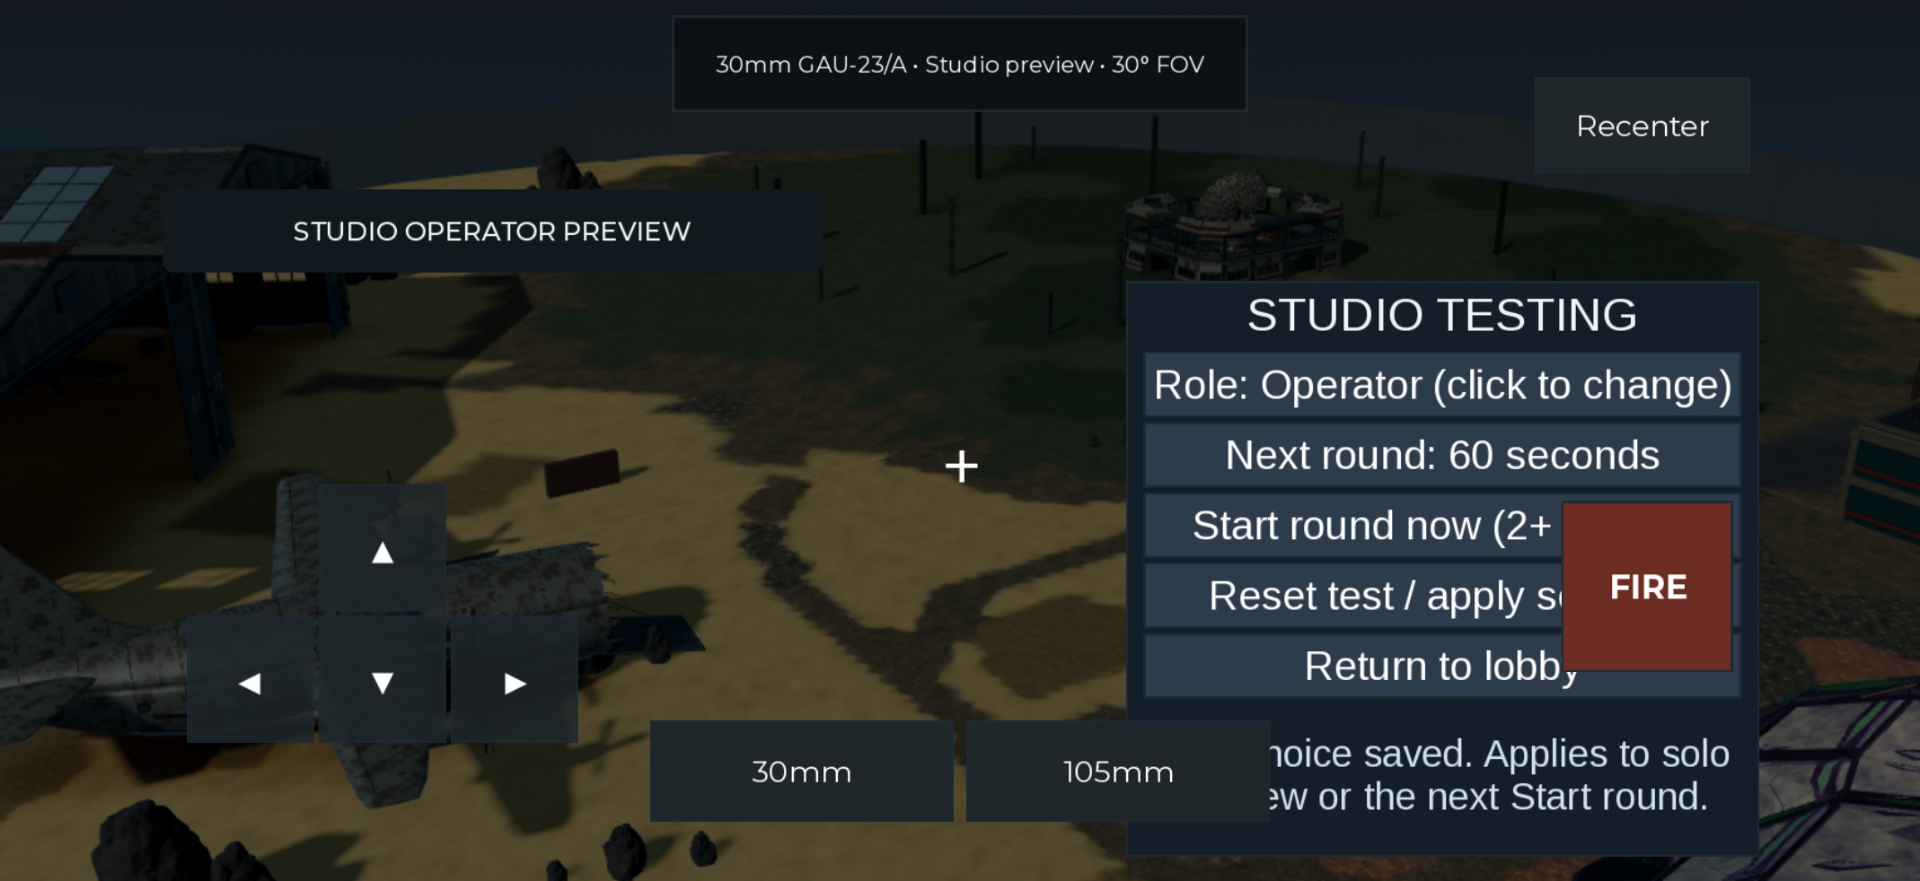 30mm GAU-23/A • Studio preview • 30° FOV
Recenter
STUDIO OPERATOR PREVIEW
STUDIO TESTING
Role: Operator (click to change)
Next round: 60 seconds
Start round now (2+
Reset test / apply
Return to lobby
FIRE
▲
◄ ▼ ►
30mm
105mm
saved. Applies to solo
or the next Start round.